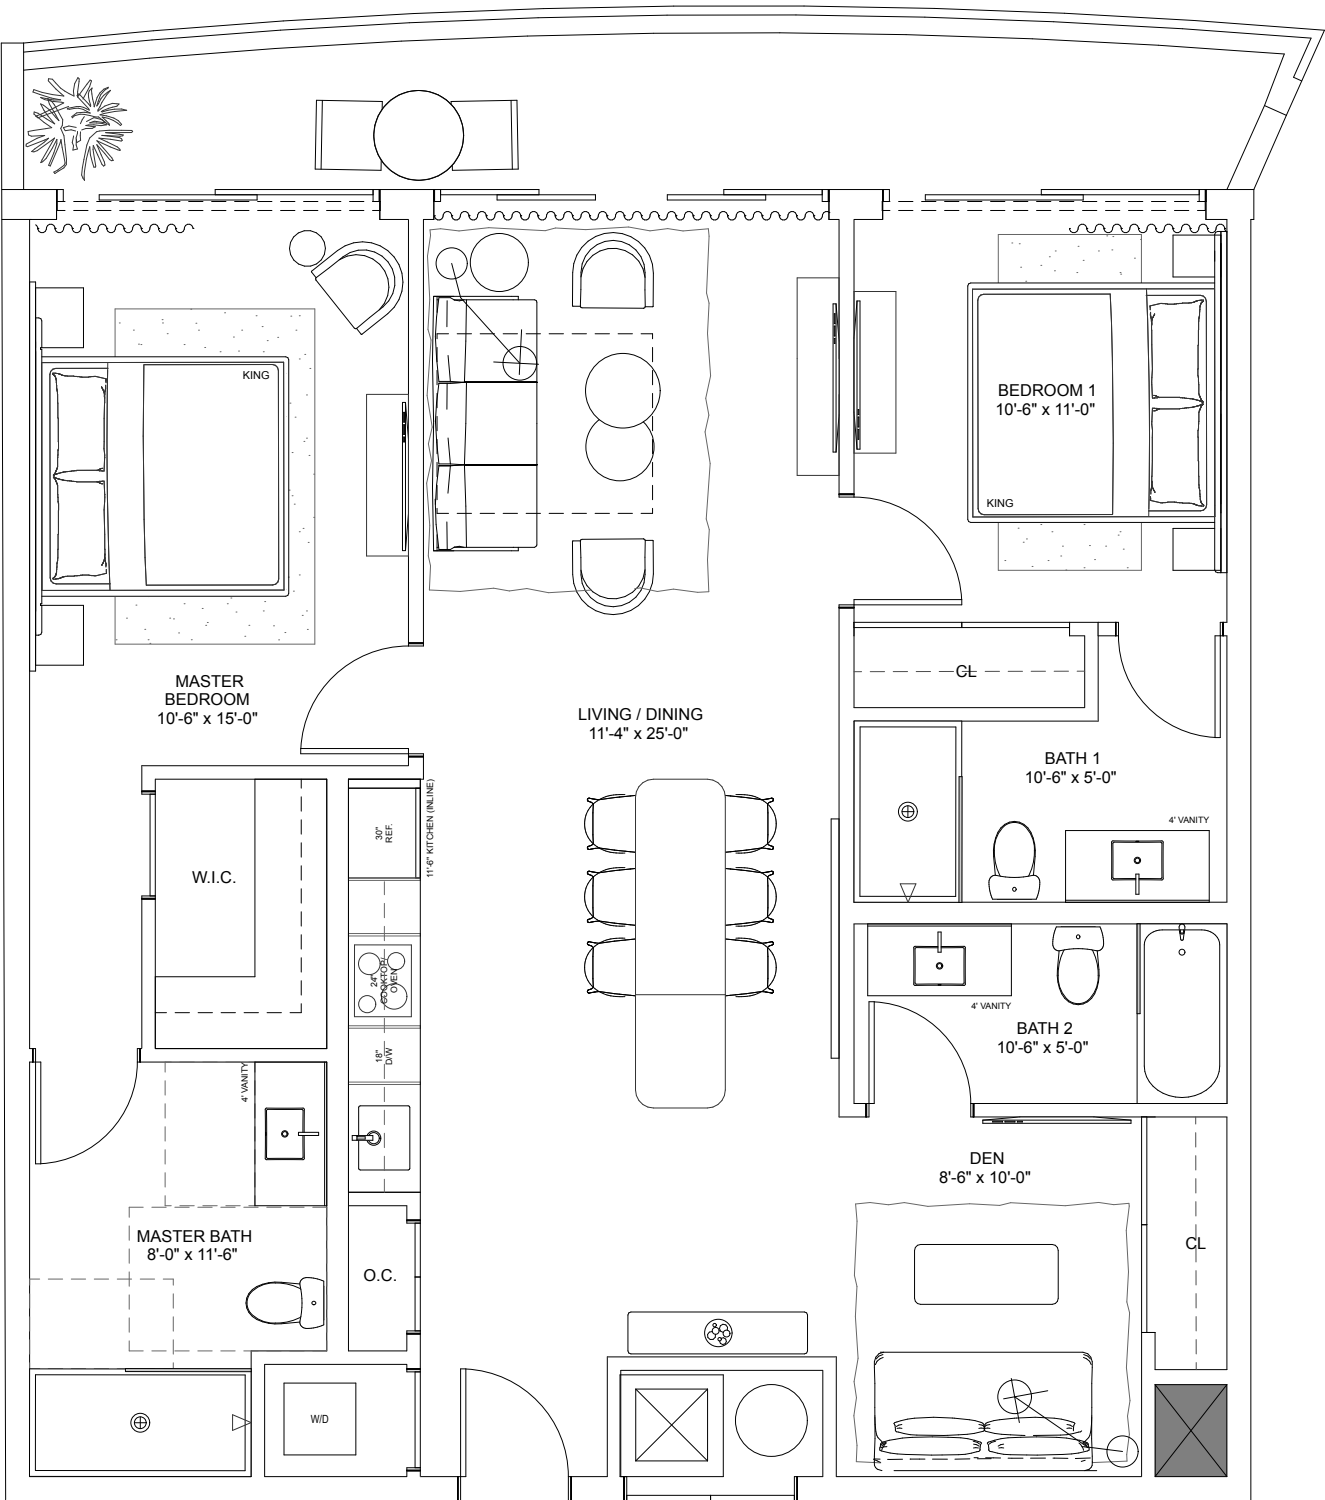 KING
BEDROOM 1
10'-6" x 11'-0"
KING
MASTER
BEDROOM
10'-6" x 15'-0"
CL
LIVING / DINING
11'-4" x 25'-0"
BATH 1
10'-6" x 5'-0"
4' VANITY
11'-6" KITCHEN (INLINE)
30"
REF.
W.I.C.
24"
COOKTOP/
OVEN
18"
D/W
4' VANITY
BATH 2
10'-6" x 5'-0"
4' VANITY
DEN
8'-6" x 10'-0"
MASTER BATH
8'-0" x 11'-6"
CL
O.C.
W/D